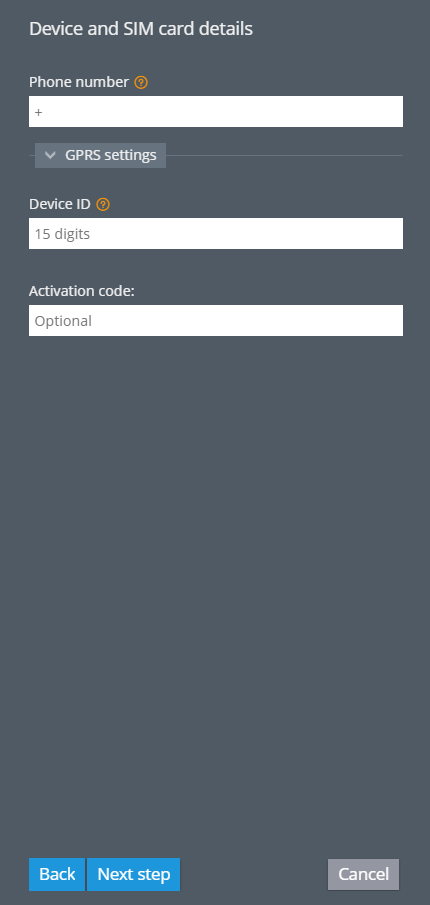 Device and SIM card details
Phone number
+
GPRS settings
Device ID
15 digits
Activation code:
Optional
Back Next step Cancel